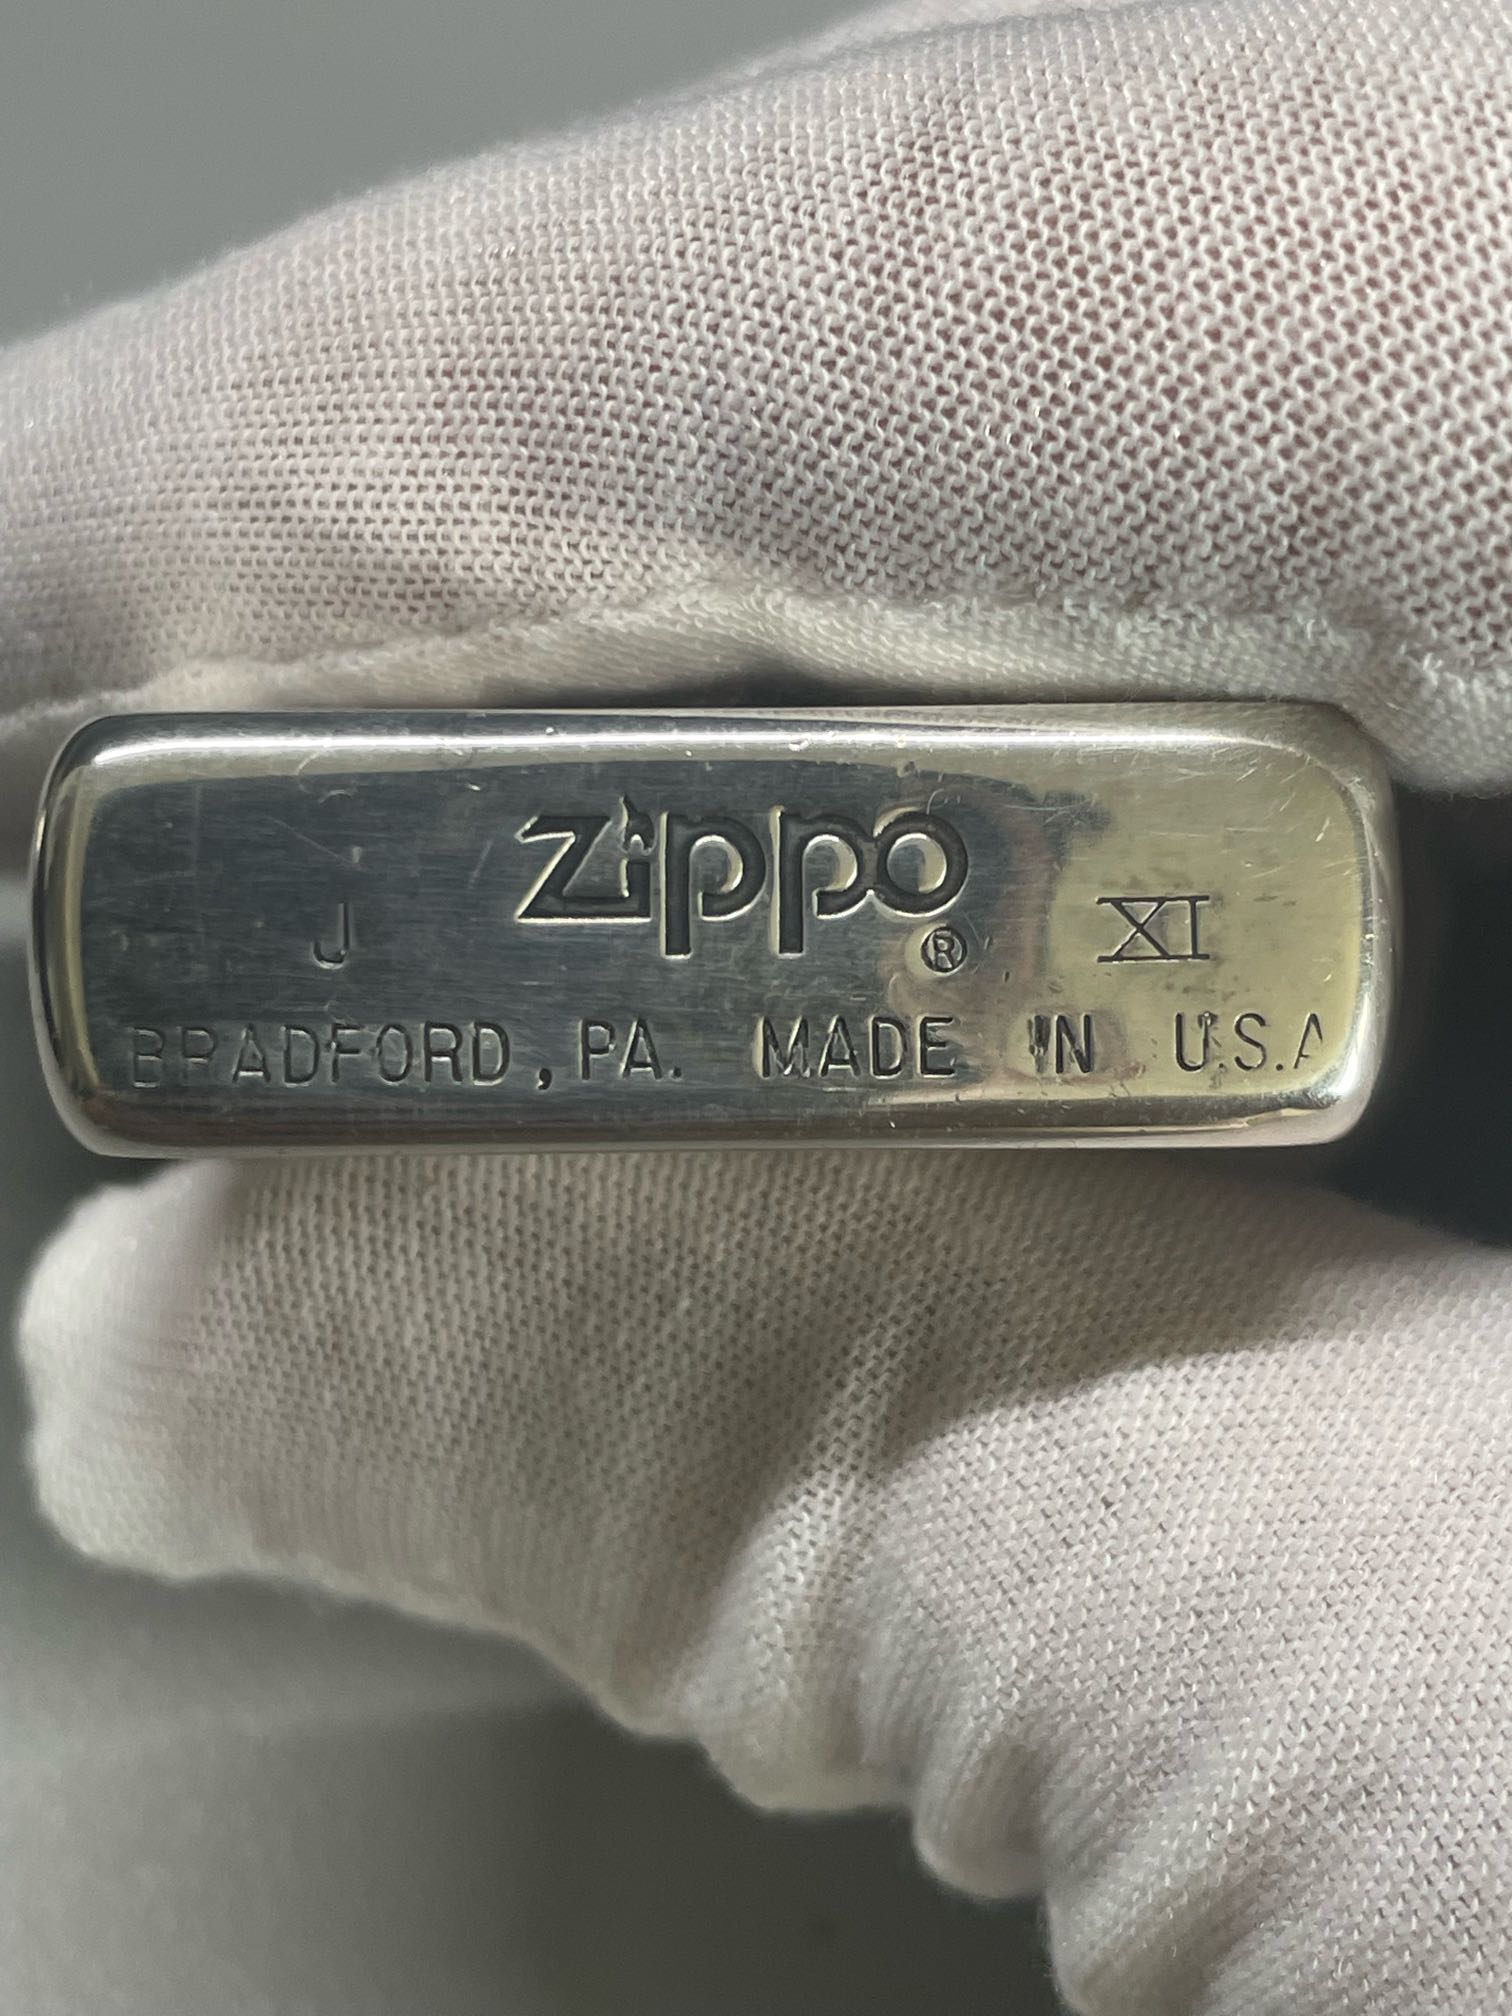 Zippo ®
J XI
BRADFORD, PA. MADE IN U.S.A